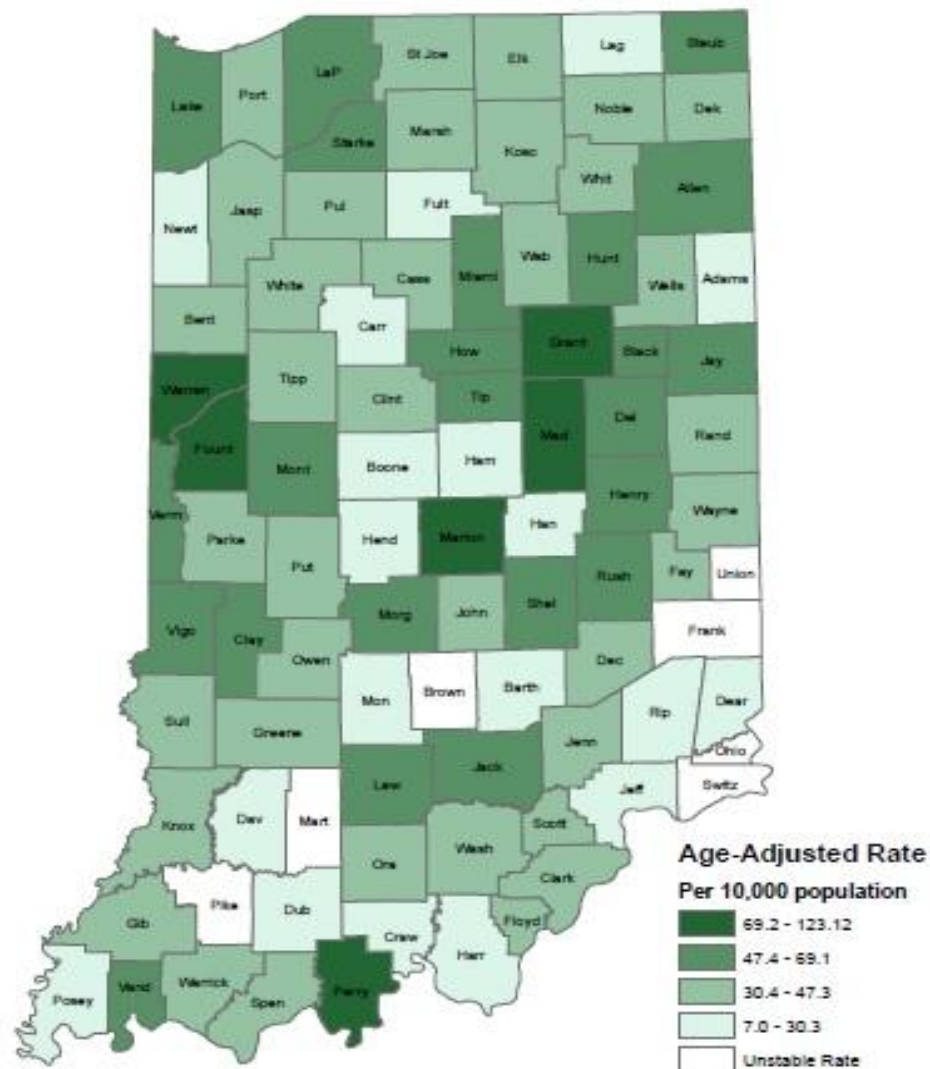 Lag
Steub
St Joe
Elk
LaP
Lake
Port
Noble
Dek
Starke
Marsh
Kosc
Whit
Allen
Newt
Jasp
Pul
Fult
Wab
Hunt
Adams
White
Cass
Miami
Wells
Bent
Carr
Grant
How
Black
Jay
Warren
Tipp
Clint
Tip
Mad
Del
Rand
Fount
Mont
Boone
Ham
Henry
Wayne
Verm
Parke
Hend
Marion
Han
Put
Rush
Fay
Union
Vigo
Clay
Morg
John
Shel
Frank
Owen
Dec
Mon
Brown
Barth
Rip
Dear
Sull
Greene
Jenn
Ohio
Law
Jack
Jeff
Switz
Knox
Dav
Mart
Scott
Ora
Wash
Clark
Pike
Dub
Gib
Floyd
Craw
Harr
Posey
Vand
Warrick
Spen
Perry
Age-Adjusted Rate
Per 10,000 population
69.2 - 123.12
47.4 - 69.1
30.4 - 47.3
7.0 - 30.3
Unstable Rate